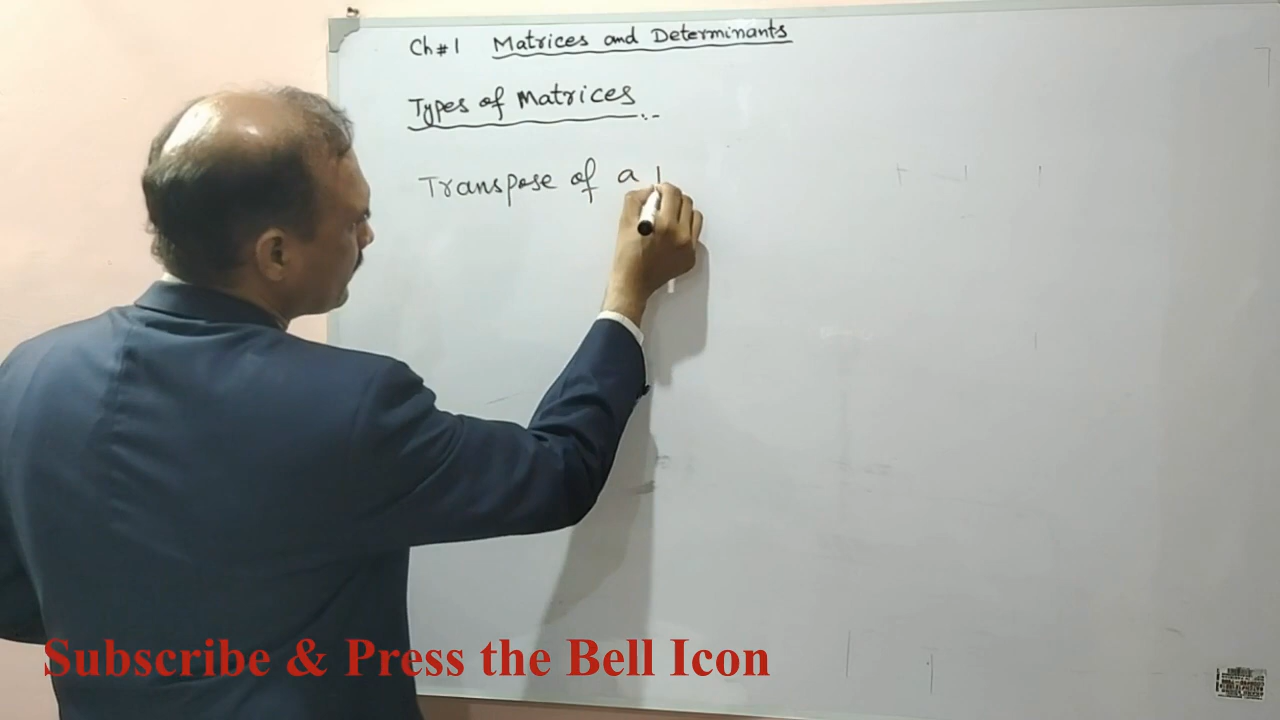 Ch # 1 Matrices and Determinants
Types of Matrices :-
Transpose of a
Subscribe & Press the Bell Icon